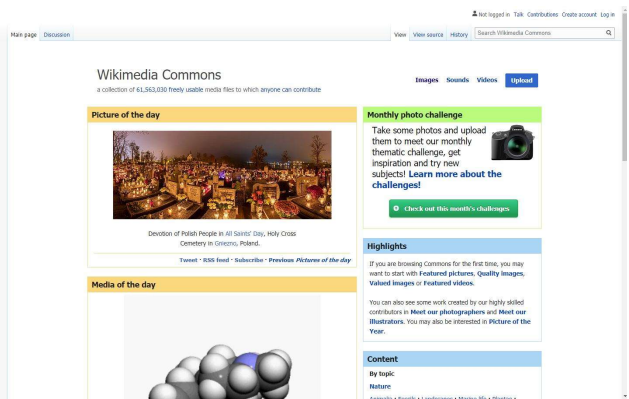 Not logged in Talk Contributions Create account Log in
Main page Discussion
View View source History Search Wikimedia Commons
Wikimedia Commons
a collection of 61,563,030 freely usable media files to which anyone can contribute
Images Sounds Videos Upload
Picture of the day
Devotion of Polish People in All Saints' Day, Holy Cross
Cemetery in Gniezno, Poland.
Tweet · RSS feed · Subscribe · Previous Pictures of the day
Media of the day
Monthly photo challenge
Take some photos and upload
them to meet our monthly
thematic challenge, get
inspiration and try new
subjects! Learn more about the
challenges!
Check out this month's challenges
Highlights
If you are browsing Commons for the first time, you may
want to start with Featured pictures, Quality images,
Valued images or Featured videos.
You can also see some work created by our highly skilled
contributors in Meet our photographers and Meet our
illustrators. You may also be interested in Picture of the
Year.
Content
By topic
Nature
Animals · Fossils · Landscapes · Marine life · Plants ·